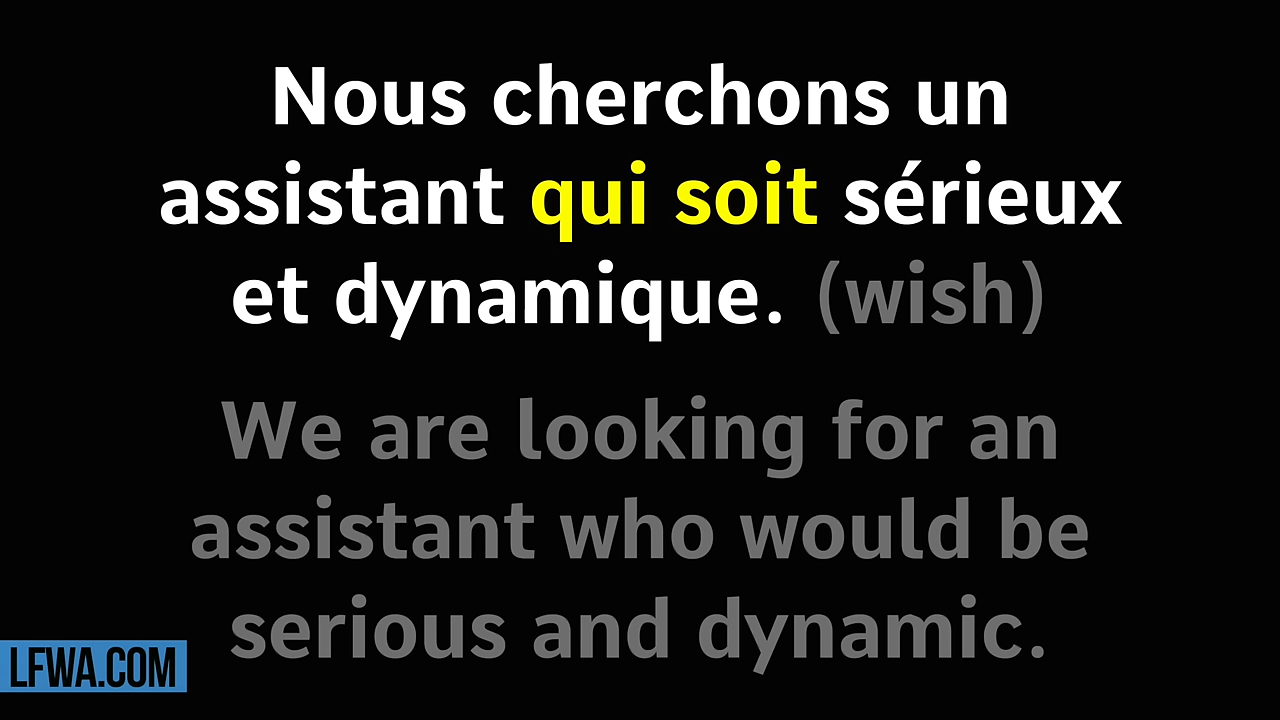 Nous cherchons un
assistant qui soit sérieux
et dynamique. (wish)
We are looking for an
assistant who would be
serious and dynamic.
LFWA.COM